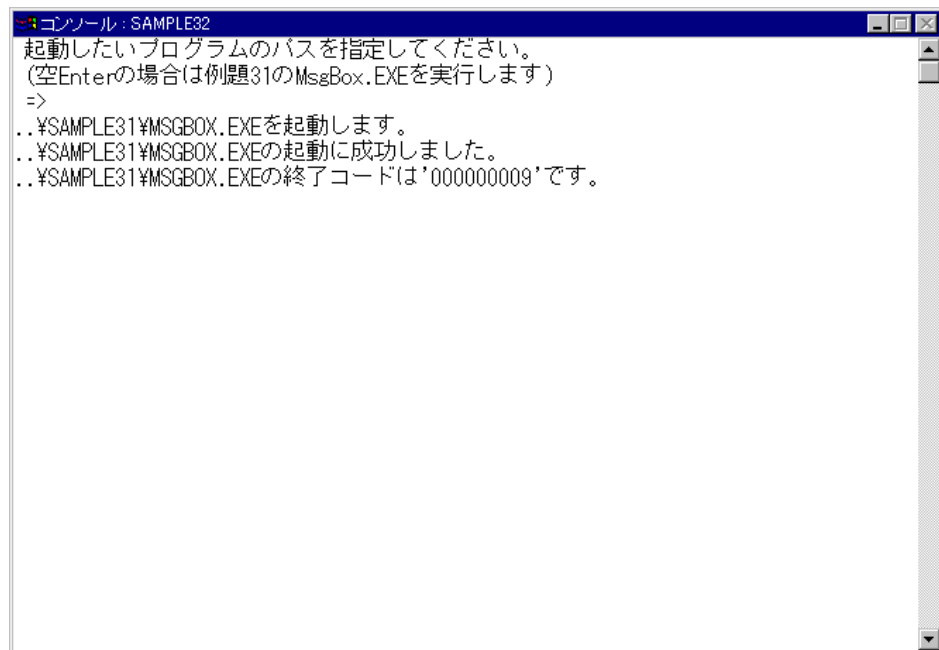 コンソール : SAMPLE32
起動したいプログラムのパスを指定してください。
(空Enterの場合は例題31のMsgBox.EXEを実行します)
=>
..¥SAMPLE31¥MSGBOX.EXEを起動します。
..¥SAMPLE31¥MSGBOX.EXEの起動に成功しました。
..¥SAMPLE31¥MSGBOX.EXEの終了コードは'000000009'です。